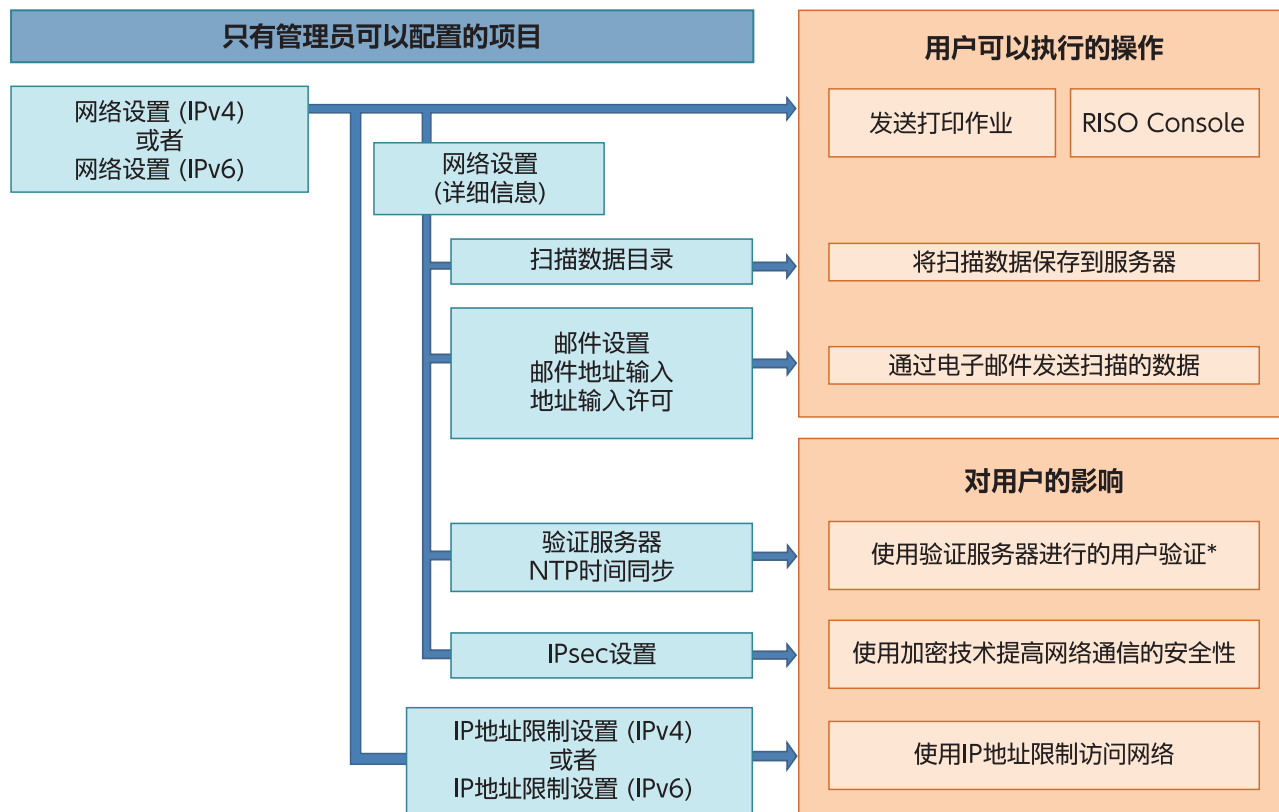 只有管理员可以配置的项目
网络设置 (IPv4)
或者
网络设置 (IPv6)
网络设置
(详细信息)
扫描数据目录
邮件设置
邮件地址输入
地址输入许可
验证服务器
NTP时间同步
IPsec设置
IP地址限制设置 (IPv4)
或者
IP地址限制设置 (IPv6)
用户可以执行的操作
发送打印作业
RISO Console
将扫描数据保存到服务器
通过电子邮件发送扫描的数据
对用户的影响
使用验证服务器进行的用户验证*
使用加密技术提高网络通信的安全性
使用IP地址限制访问网络